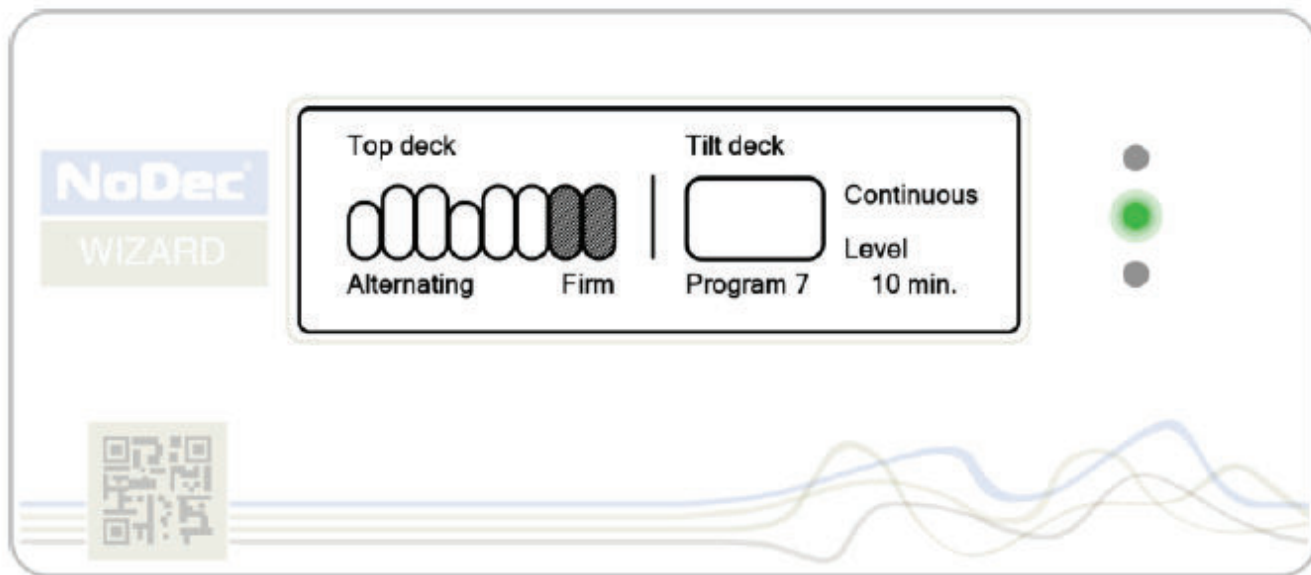 NoDec®
WIZARD
Top deck
Alternating Firm
Tilt deck
Program 7
Continuous
Level
10 min.